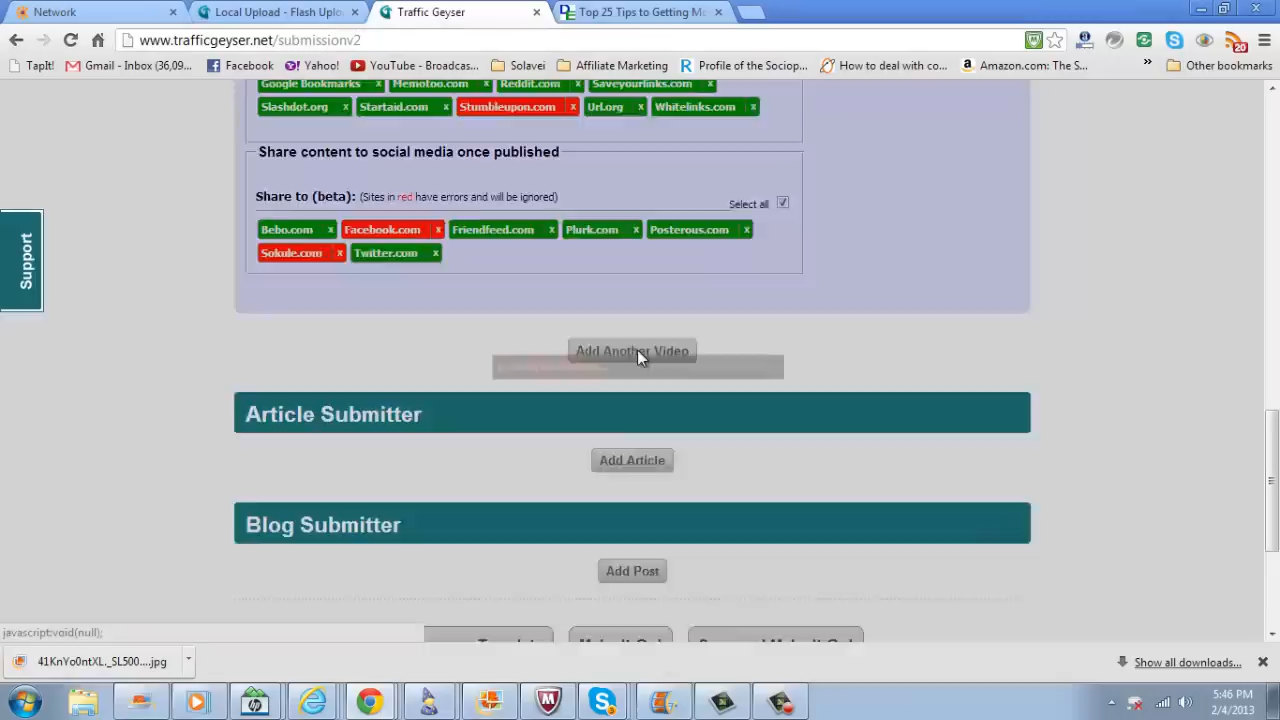 Network
Local Upload - Flash Uplo
Traffic Geyser
Top 25 Tips to Getting Mo
www.trafficgeyser.net/submissionv2
20
TapIt!
Gmail - Inbox (36,09...
Facebook
Yahoo!
YouTube - Broadcas...
Solavei
Affiliate Marketing
Profile of the Sociop...
How to deal with co...
Amazon.com: The S...
»
Other bookmarks
Google Bookmarks x
Memotoo.com x
Reddit.com x
Saveyourlinks.com x
Slashdot.org x
Startaid.com x
Stumbleupon.com x
Url.org x
Whitelinks.com x
Share content to social media once published
Share to (beta): (Sites in red have errors and will be ignored)
Select all
Bebo.com x
Facebook.com x
Friendfeed.com x
Plurk.com x
Posterous.com x
Sokule.com x
Twitter.com x
Support
Add Another Video
Article Submitter
Add Article
Blog Submitter
Add Post
javascript:void(null);
41KnYo0ntXL._SL500....jpg
Show all downloads...
5:46 PM
2/4/2013